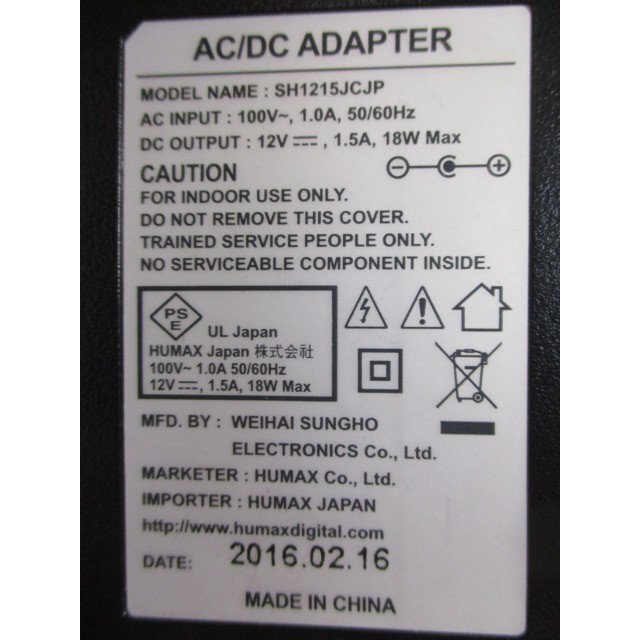 AC/DC ADAPTER
MODEL NAME : SH1215JCJP
AC INPUT : 100V~, 1.0A, 50/60Hz
DC OUTPUT : 12V⎓, 1.5A, 18W Max
CAUTION
FOR INDOOR USE ONLY.
DO NOT REMOVE THIS COVER.
TRAINED SERVICE PEOPLE ONLY.
NO SERVICEABLE COMPONENT INSIDE.
PS
E
UL Japan
HUMAX Japan 株式会社
100V~ 1.0A 50/60Hz
12V⎓, 1.5A, 18W Max
MFD. BY : WEIHAI SUNGHO
ELECTRONICS Co., Ltd.
MARKETER : HUMAX Co., Ltd.
IMPORTER : HUMAX JAPAN
http://www.humaxdigital.com
DATE: 2016.02.16
MADE IN CHINA